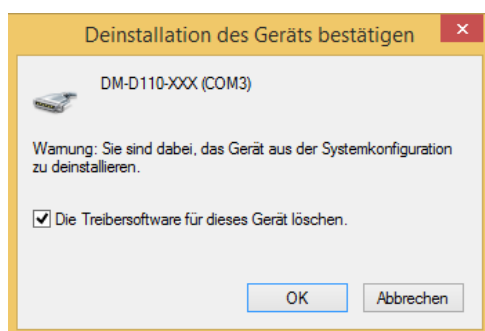 Deinstallation des Geräts bestätigen
DM-D110-XXX (COM3)
Warnung: Sie sind dabei, das Gerät aus der Systemkonfiguration
zu deinstallieren.
Die Treibersoftware für dieses Gerät löschen.
OK Abbrechen